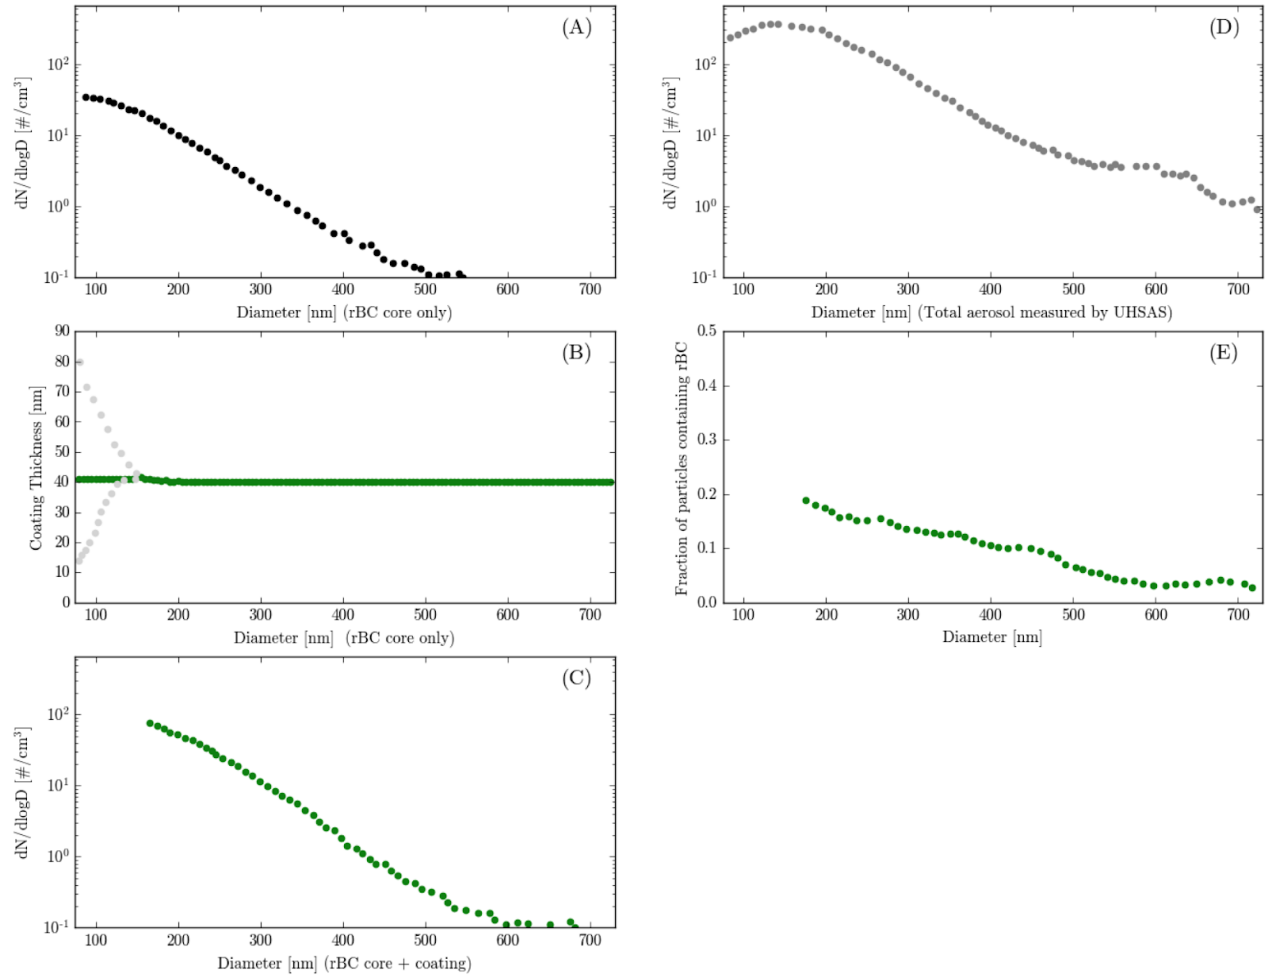 (A)
10^2
10^1
10^0
10^-1
dN/dlogD [#/cm^3]
100 200 300 400 500 600 700
Diameter [nm] (rBC core only)
(D)
10^2
10^1
10^0
10^-1
dN/dlogD [#/cm^3]
100 200 300 400 500 600 700
Diameter [nm] (Total aerosol measured by UHSAS)
(B)
90
80
70
60
50
40
30
20
10
0
Coating Thickness [nm]
100 200 300 400 500 600 700
Diameter [nm] (rBC core only)
(E)
0.5
0.4
0.3
0.2
0.1
0.0
Fraction of particles containing rBC
100 200 300 400 500 600 700
Diameter [nm]
(C)
10^2
10^1
10^0
10^-1
dN/dlogD [#/cm^3]
100 200 300 400 500 600 700
Diameter [nm] (rBC core + coating)